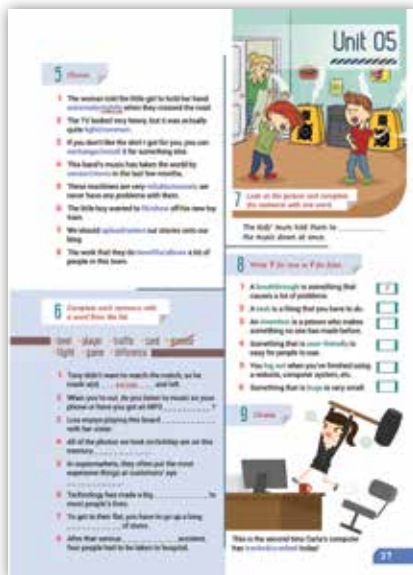 Unit 05
5 Choose
1 The woman told the little girl to hold her hand
when they crossed the road.
2 The TV looked very heavy, but it was actually
quite light/common.
3 If you don't like the shirt I got for you, you can
exchange/install it for something else.
4 This band's music has taken the world by
in the last few months.
5 These machines are very we
never have any problems with them.
6 The little boy wanted to off his new toy
train.
7 We should our stories onto our
blog.
8 The work that they do a lot of
people in this town.
6 Complete each sentence with
a word from the list
level player traffic card
flight game difference
1 Tony didn't want to watch the match, so he
made and left.
2 When you're out, do you listen to music on your
phone or have you got an MP3 ?
3 Lisa enjoys playing this board
with her sister.
4 All of the photos we took on holiday are on this
memory
5 In supermarkets, they often put the most
expensive things at customers' eye
6 Technology has made a big to
most people's lives.
7 To get to their flat, you have to go up a long
of stairs.
8 After that serious accident,
four people had to be taken to hospital.
7 Look at the picture and complete
the sentence with one word
The kids' mum told them to
the music down at once.
8 Write T for true or F for false
1 A breakthrough is something that
causes a lot of problems.
2 A task is a thing that you have to do.
3 An invention is a person who makes
something no one has made before.
4 Something that is user-friendly is
easy for people to use.
5 You log out when you've finished using
a website, computer system, etc.
6 Something that is huge is very small.
9 Choose
This is the second time Carla's computer
has today!
27